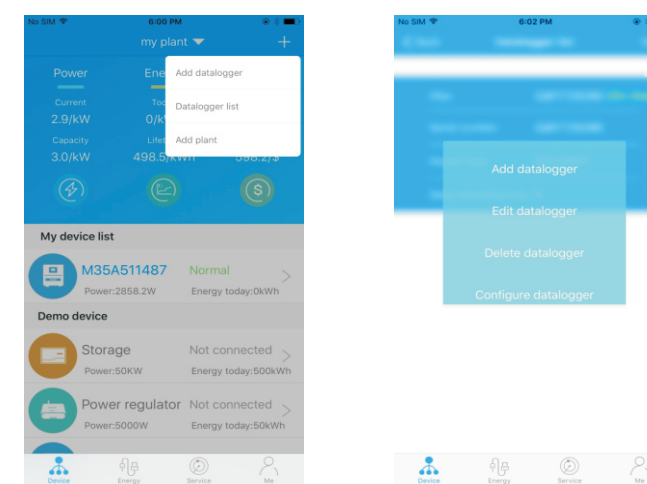 No SIM 6:00 PM
my plant
Power Ene
Add datalogger
Datalogger list
Add plant
Current
2.9/kW 0/k
Capacity
3.0/kW 498.5/kWh 598.2/$
My device list
M35A511487 Normal
Power:2858.2W Energy today:0kWh
Demo device
Storage Not connected
Power:50KW Energy today:500kWh
Power regulator Not connected
Power:5000W Energy today:50kWh
Device Energy Service Me
No SIM 6:02 PM
Add datalogger
Edit datalogger
Delete datalogger
Configure datalogger
Device Energy Service Me